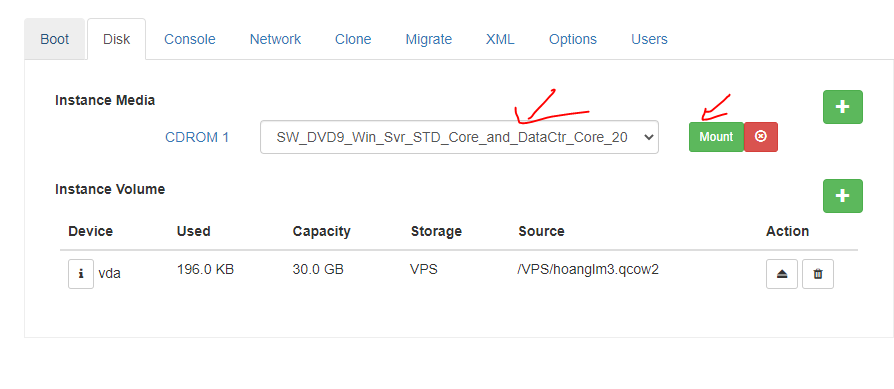 Boot Disk Console Network Clone Migrate XML Options Users
Instance Media
CDROM 1 SW_DVD9_Win_Svr_STD_Core_and_DataCtr_Core_20 Mount
Instance Volume
Device Used Capacity Storage Source Action
vda 196.0 KB 30.0 GB VPS /VPS/hoanglm3.qcow2